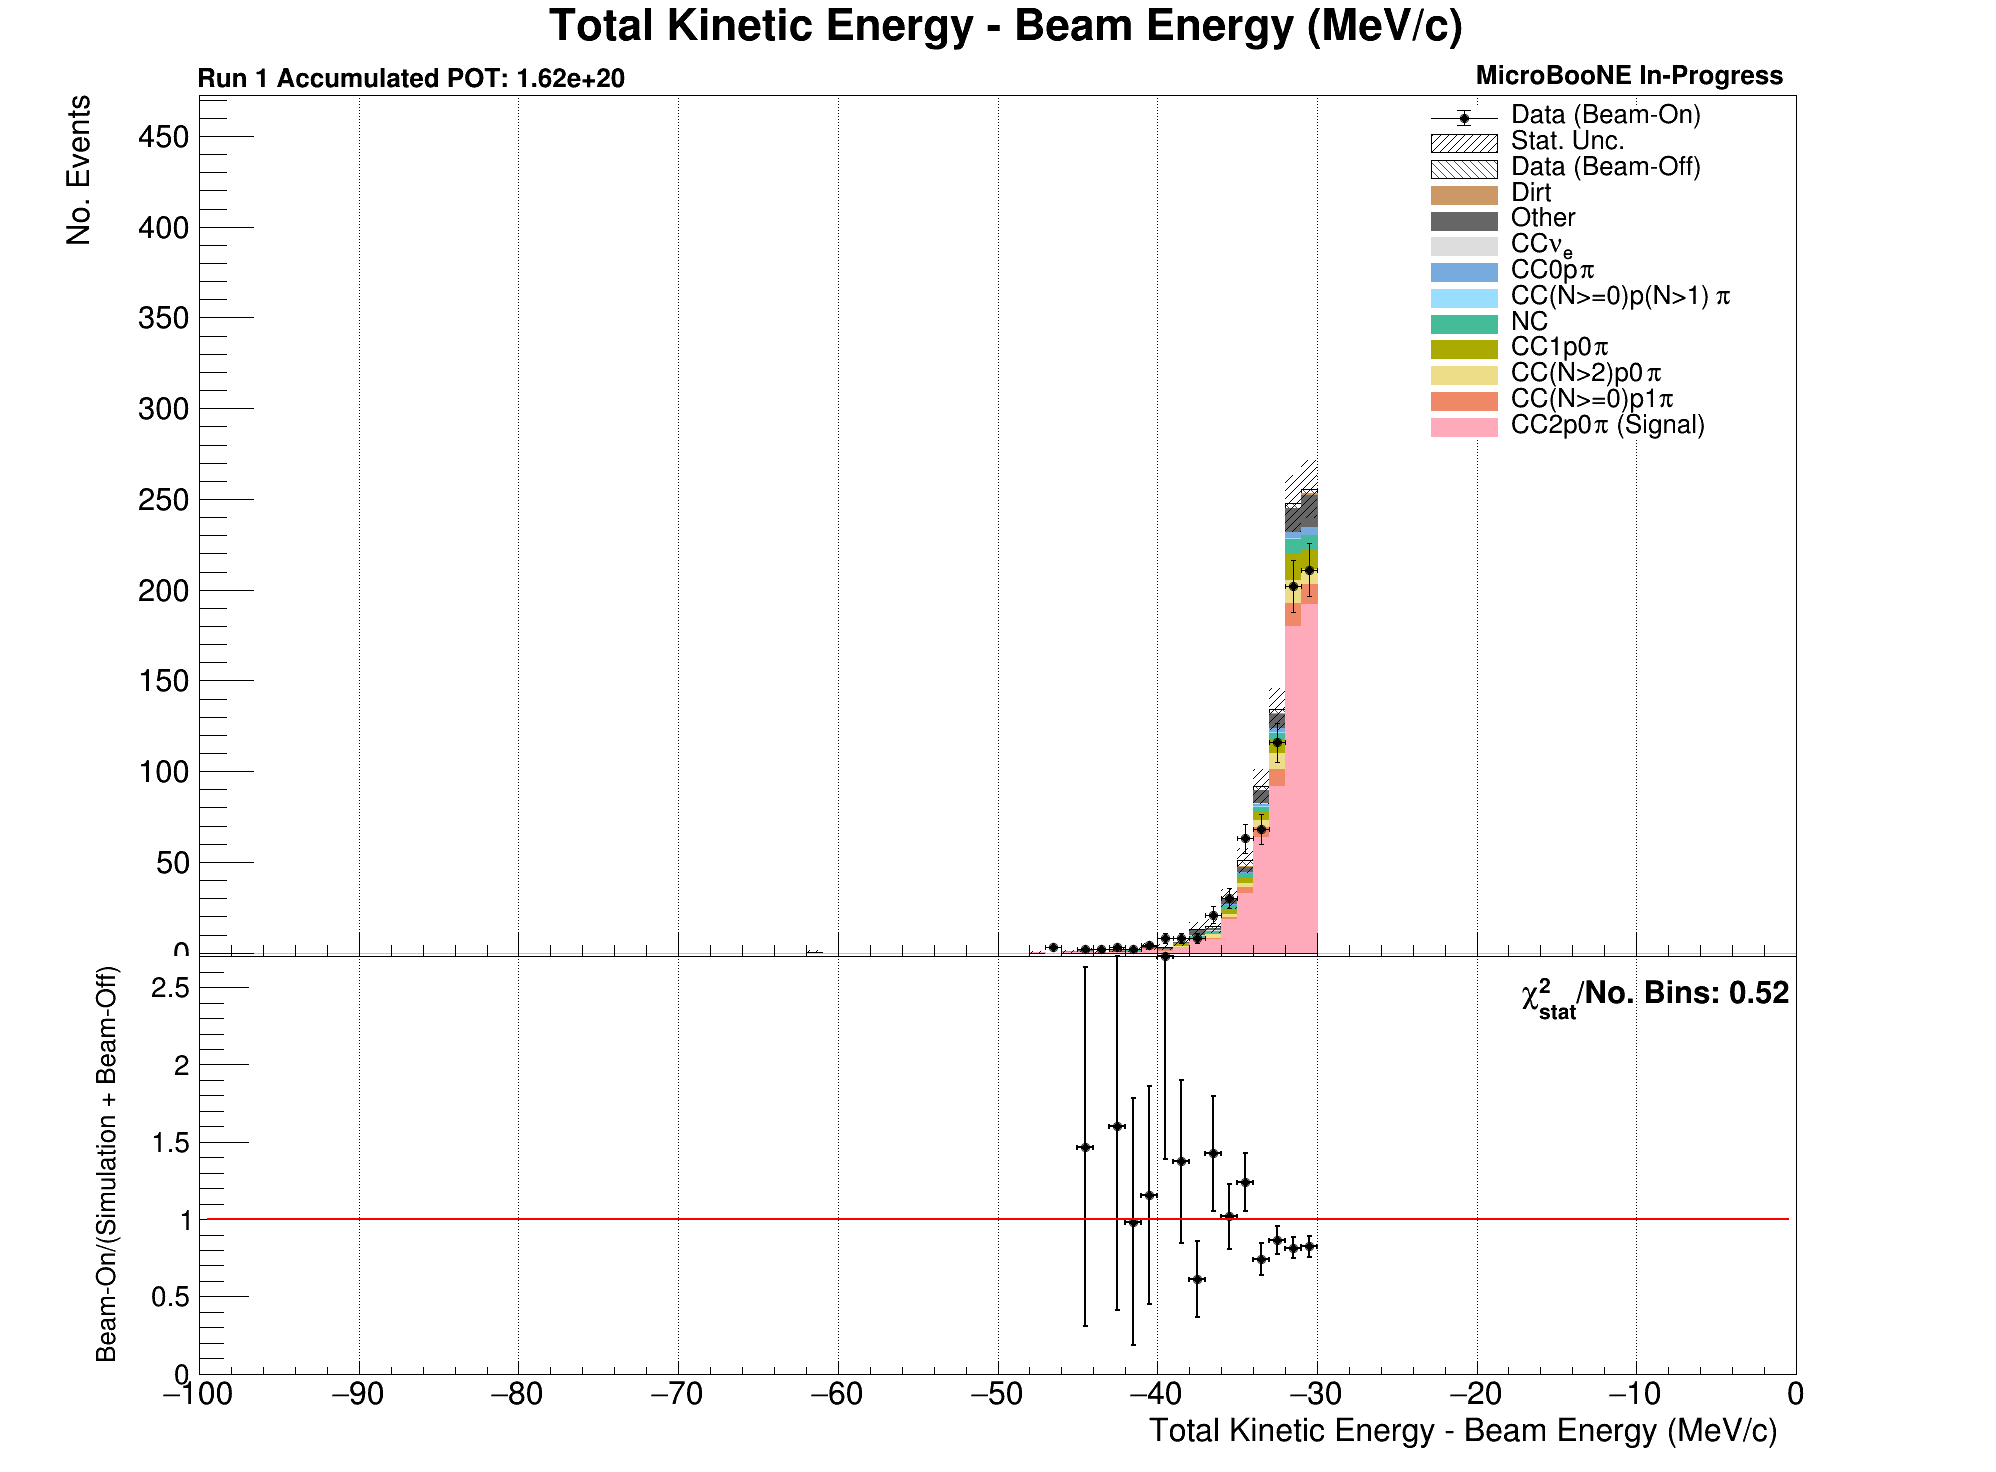 Total Kinetic Energy - Beam Energy (MeV/c)
Run 1 Accumulated POT: 1.62e+20
MicroBooNE In-Progress
No. Events
450
400
350
300
250
200
150
100
50
0
Data (Beam-On)
Stat. Unc.
Data (Beam-Off)
Dirt
Other
CCνe
CC0pπ
CC(N>=0)p(N>1) π
NC
CC1p0π
CC(N>2)p0π
CC(N>=0)p1π
CC2p0π (Signal)
Beam-On/(Simulation + Beam-Off)
2.5
2
1.5
1
0.5
0
χ²stat/No. Bins: 0.52
−100 −90 −80 −70 −60 −50 −40 −30 −20 −10 0
Total Kinetic Energy - Beam Energy (MeV/c)